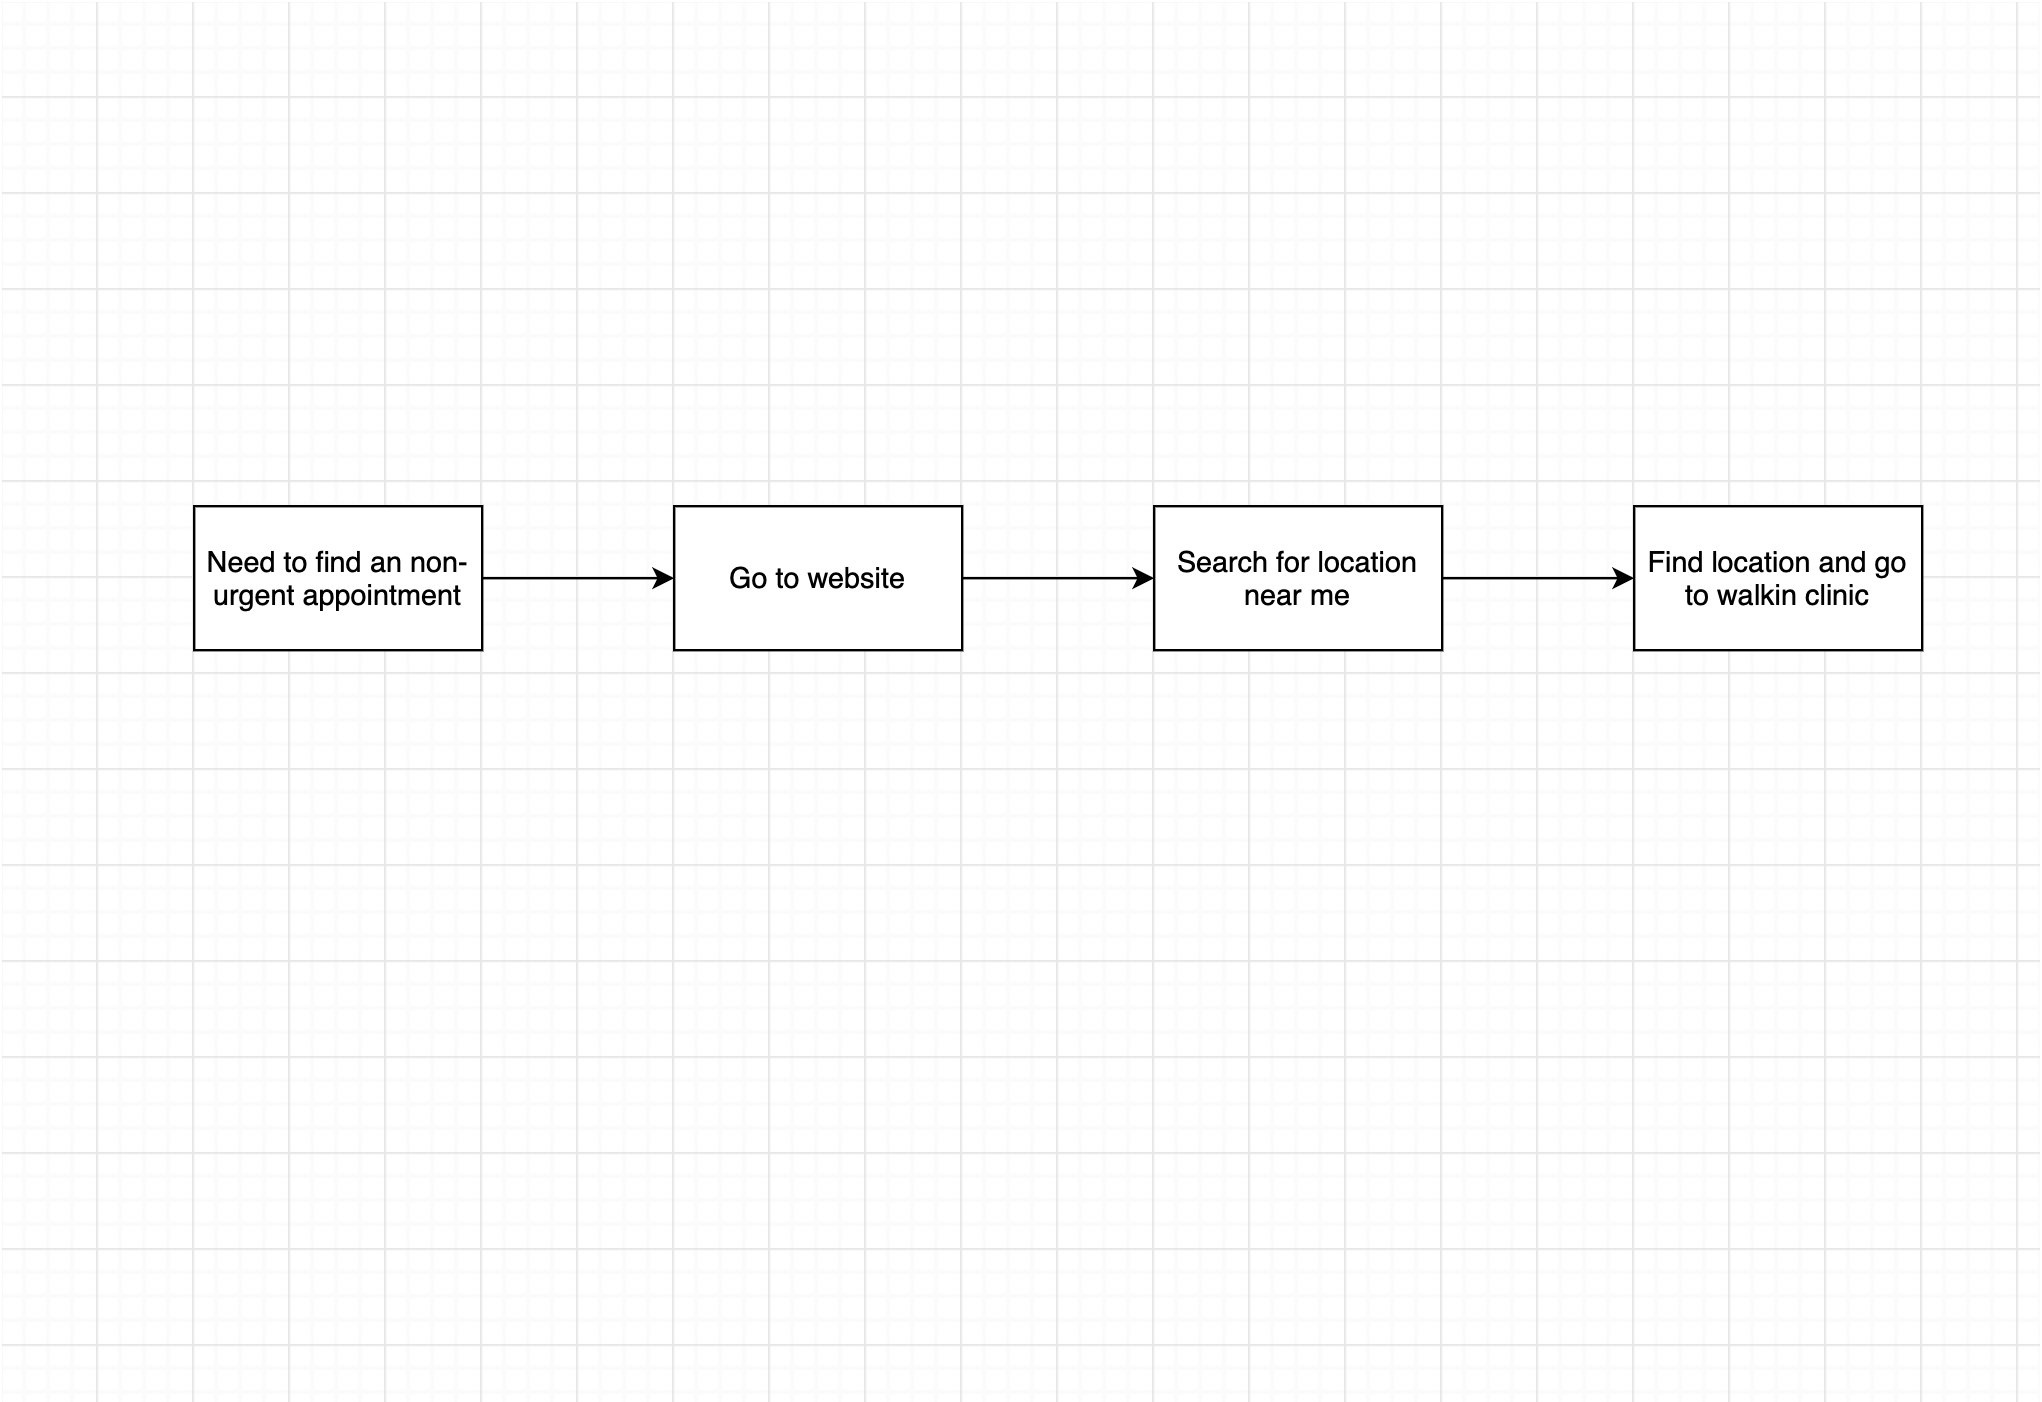 Need to find an non-
urgent appointment
Go to website
Search for location
near me
Find location and go
to walkin clinic